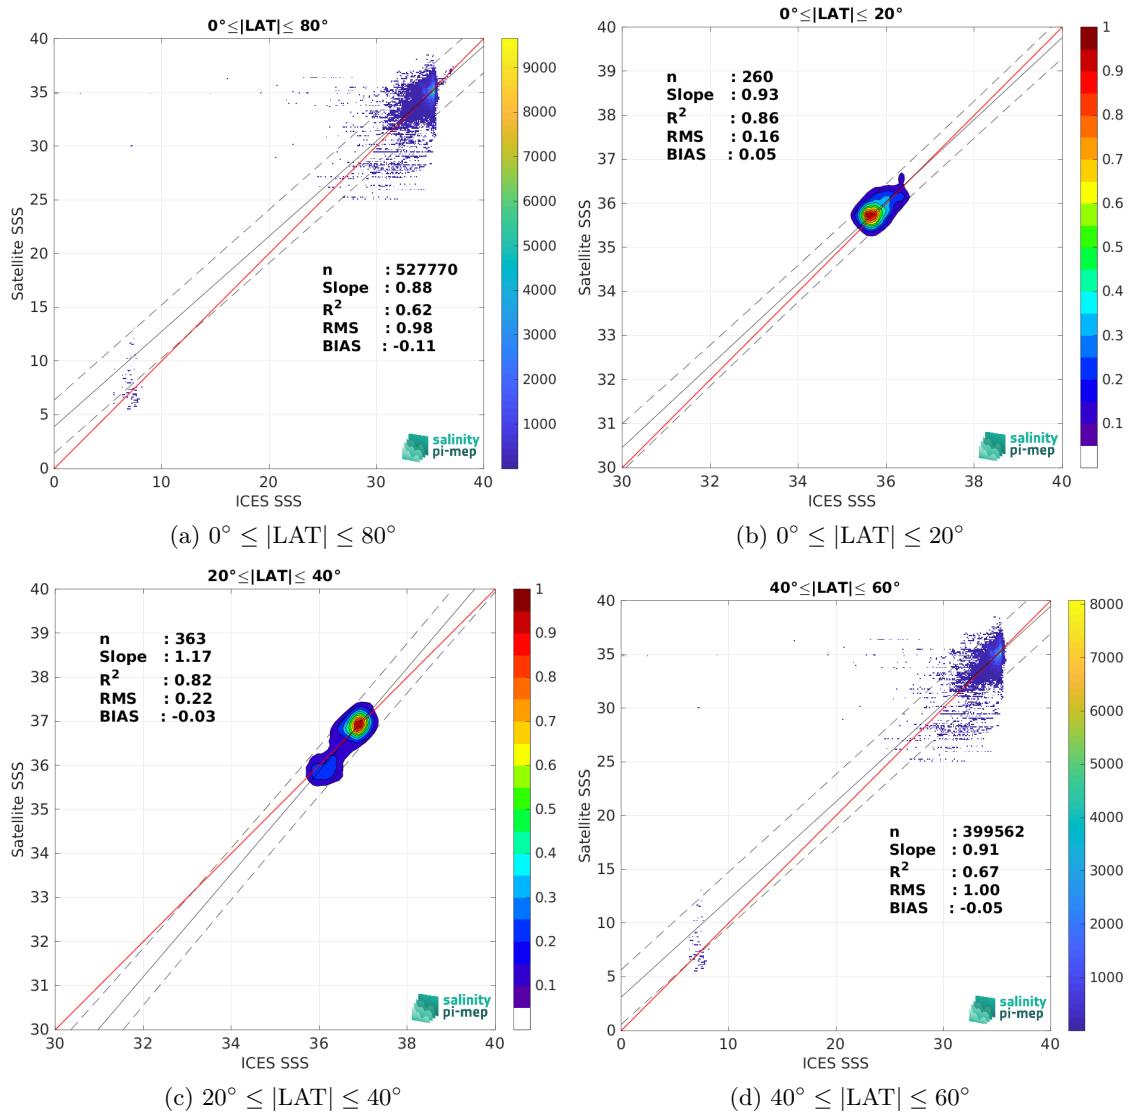 0°≤|LAT|≤ 80°
40
35
30
25
20
15
10
5
0
Satellite SSS
n : 527770
Slope : 0.88
R² : 0.62
RMS : 0.98
BIAS : -0.11
salinity
pi-mep
0 10 20 30 40
ICES SSS
9000
8000
7000
6000
5000
4000
3000
2000
1000
(a) 0° ≤ |LAT| ≤ 80°
0°≤|LAT|≤ 20°
40
39
38
37
36
35
34
33
32
31
30
Satellite SSS
n : 260
Slope : 0.93
R² : 0.86
RMS : 0.16
BIAS : 0.05
salinity
pi-mep
30 32 34 36 38 40
ICES SSS
1
0.9
0.8
0.7
0.6
0.5
0.4
0.3
0.2
0.1
(b) 0° ≤ |LAT| ≤ 20°
20°≤|LAT|≤ 40°
40
39
38
37
36
35
34
33
32
31
30
Satellite SSS
n : 363
Slope : 1.17
R² : 0.82
RMS : 0.22
BIAS : -0.03
salinity
pi-mep
30 32 34 36 38 40
ICES SSS
1
0.9
0.8
0.7
0.6
0.5
0.4
0.3
0.2
0.1
(c) 20° ≤ |LAT| ≤ 40°
40°≤|LAT|≤ 60°
40
35
30
25
20
15
10
5
0
Satellite SSS
n : 399562
Slope : 0.91
R² : 0.67
RMS : 1.00
BIAS : -0.05
salinity
pi-mep
0 10 20 30 40
ICES SSS
8000
7000
6000
5000
4000
3000
2000
1000
(d) 40° ≤ |LAT| ≤ 60°